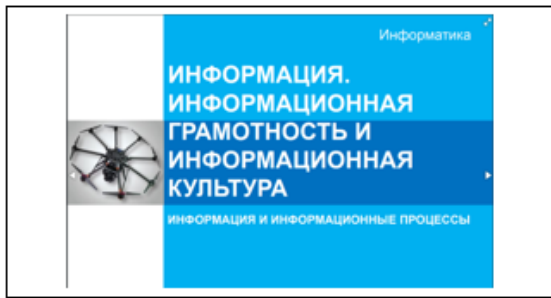 Информатика
ИНФОРМАЦИЯ.
ИНФОРМАЦИОННАЯ
ГРАМОТНОСТЬ И
ИНФОРМАЦИОННАЯ
КУЛЬТУРА
ИНФОРМАЦИЯ И ИНФОРМАЦИОННЫЕ ПРОЦЕССЫ